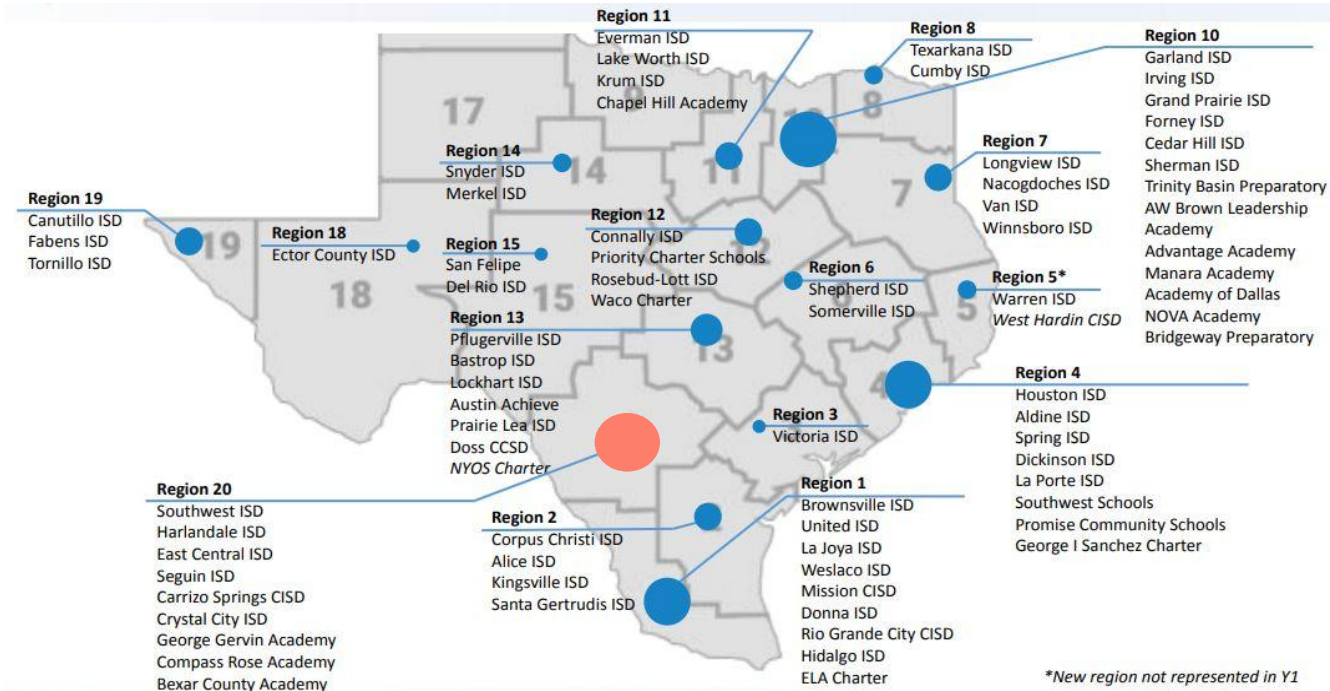 Region 11
Everman ISD
Lake Worth ISD
Krum ISD
Chapel Hill Academy
Region 8
Texarkana ISD
Cumby ISD
Region 10
Garland ISD
Irving ISD
Grand Prairie ISD
Forney ISD
Cedar Hill ISD
Sherman ISD
Trinity Basin Preparatory
AW Brown Leadership
Academy
Advantage Academy
Manara Academy
Academy of Dallas
NOVA Academy
Bridgeway Preparatory
Region 14
Snyder ISD
Merkel ISD
Region 7
Longview ISD
Nacogdoches ISD
Van ISD
Winnsboro ISD
Region 19
Canutillo ISD
Fabens ISD
Tornillo ISD
Region 18
Ector County ISD
Region 15
San Felipe
Del Rio ISD
Region 12
Connally ISD
Priority Charter Schools
Rosebud-Lott ISD
Waco Charter
Region 6
Shepherd ISD
Somerville ISD
Region 5*
Warren ISD
West Hardin CISD
Region 13
Pflugerville ISD
Bastrop ISD
Lockhart ISD
Austin Achieve
Prairie Lea ISD
Doss CCSD
NYOS Charter
Region 4
Houston ISD
Aldine ISD
Spring ISD
Dickinson ISD
La Porte ISD
Southwest Schools
Promise Community Schools
George I Sanchez Charter
Region 3
Victoria ISD
Region 20
Southwest ISD
Harlandale ISD
East Central ISD
Seguin ISD
Carrizo Springs CISD
Crystal City ISD
George Gervin Academy
Compass Rose Academy
Bexar County Academy
Region 2
Corpus Christi ISD
Alice ISD
Kingsville ISD
Santa Gertrudis ISD
Region 1
Brownsville ISD
United ISD
La Joya ISD
Weslaco ISD
Mission CISD
Donna ISD
Rio Grande City CISD
Hidalgo ISD
ELA Charter
*New region not represented in Y1
17
9
8
14
11
7
19
18
15
12
5
13
4